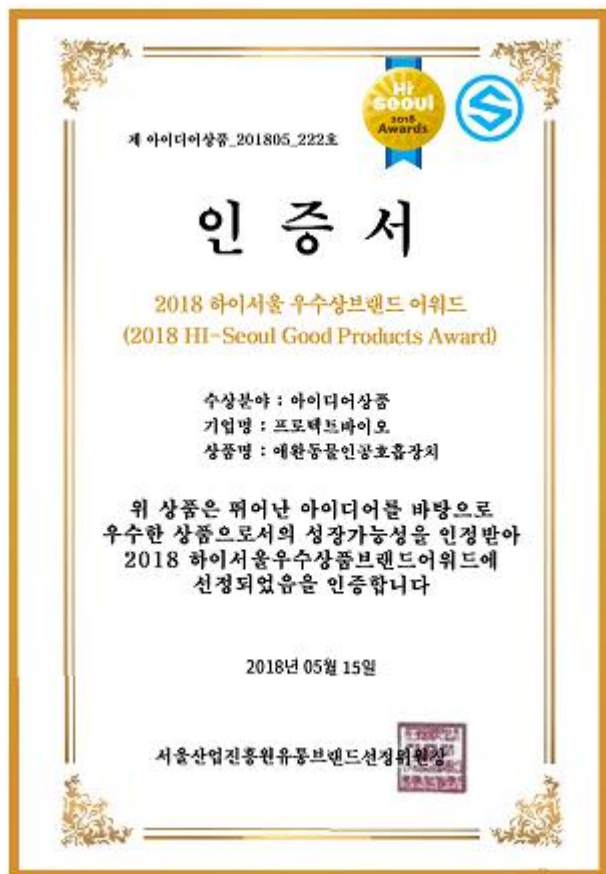 Hi
seoul
2018
Awards
제 아이디어상품_201805_222호
인증서
2018 하이서울 우수상브랜드 어워드
(2018 HI-Seoul Good Products Award)
수상분야 : 아이디어상품
기업명 : 프로텍트바이오
상품명 : 애완동물인공호흡장치
위 상품은 뛰어난 아이디어를 바탕으로
우수한 상품으로서의 성장가능성을 인정받아
2018 하이서울우수상품브랜드어워드에
선정되었음을 인증합니다
2018년 05월 15일
서울산업진흥원유통브랜드선정위원장